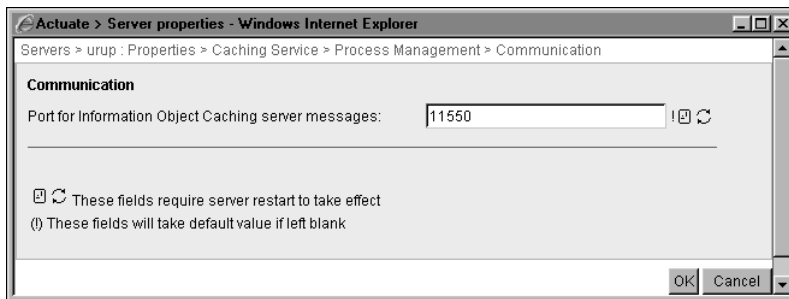 Actuate > Server properties - Windows Internet Explorer
Servers > urup : Properties > Caching Service > Process Management > Communication
Communication
Port for Information Object Caching server messages: 11550 !
These fields require server restart to take effect
(!) These fields will take default value if left blank
OK Cancel